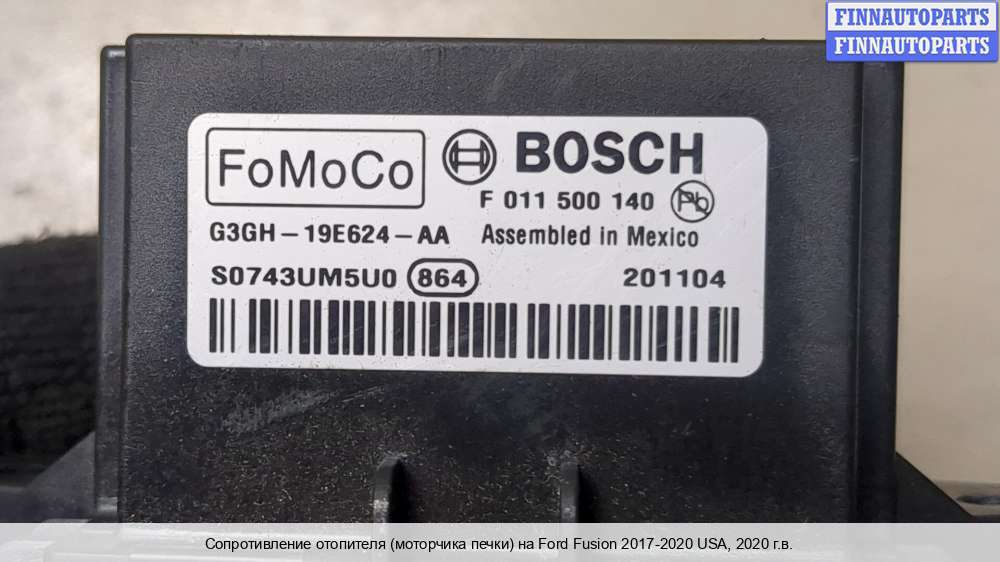 FINNAUTOPARTS
FINNAUTOPARTS
FoMoCo
BOSCH
F 011 500 140 Pb
G3GH-19E624-AA Assembled in Mexico
S0743UM5U0 864 201104
Сопротивление отопителя (моторчика печки) на Ford Fusion 2017-2020 USA, 2020 г.в.